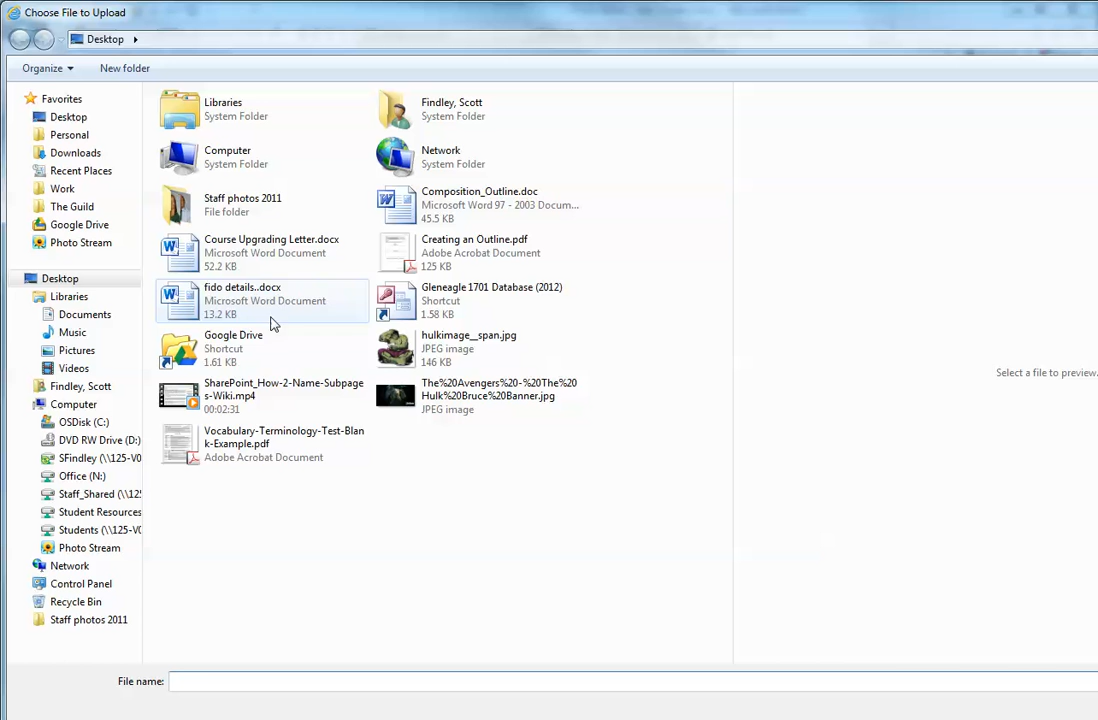 Choose File to Upload
Desktop
Organize
New folder
Favorites
Desktop
Personal
Downloads
Recent Places
Work
The Guild
Google Drive
Photo Stream
Desktop
Libraries
Documents
Music
Pictures
Videos
Findley, Scott
Computer
OSDisk (C:)
DVD RW Drive (D:)
SFindley (\\125-V0
Office (N:)
Staff_Shared (\\12
Student Resources
Students (\\125-V0
Photo Stream
Network
Control Panel
Recycle Bin
Staff photos 2011
Libraries
System Folder
Findley, Scott
System Folder
Computer
System Folder
Network
System Folder
Staff photos 2011
File folder
Composition_Outline.doc
Microsoft Word 97 - 2003 Docum...
45.5 KB
Course Upgrading Letter.docx
Microsoft Word Document
52.2 KB
Creating an Outline.pdf
Adobe Acrobat Document
125 KB
fido details..docx
Microsoft Word Document
13.2 KB
Gleneagle 1701 Database (2012)
Shortcut
1.58 KB
Google Drive
Shortcut
1.61 KB
hulkimage__span.jpg
JPEG image
146 KB
SharePoint_How-2-Name-Subpage
s-Wiki.mp4
00:02:31
The%20Avengers%20-%20The%20
Hulk%20Bruce%20Banner.jpg
JPEG image
Vocabulary-Terminology-Test-Blan
k-Example.pdf
Adobe Acrobat Document
Select a file to preview.
File name: